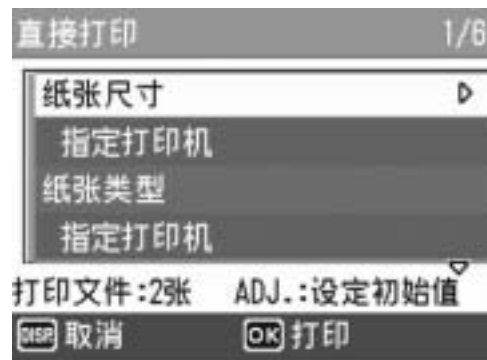 直接打印 1/6
纸张尺寸
指定打印机
纸张类型
指定打印机
打印文件:2张 ADJ.:设定初始值
DISP 取消 OK 打印